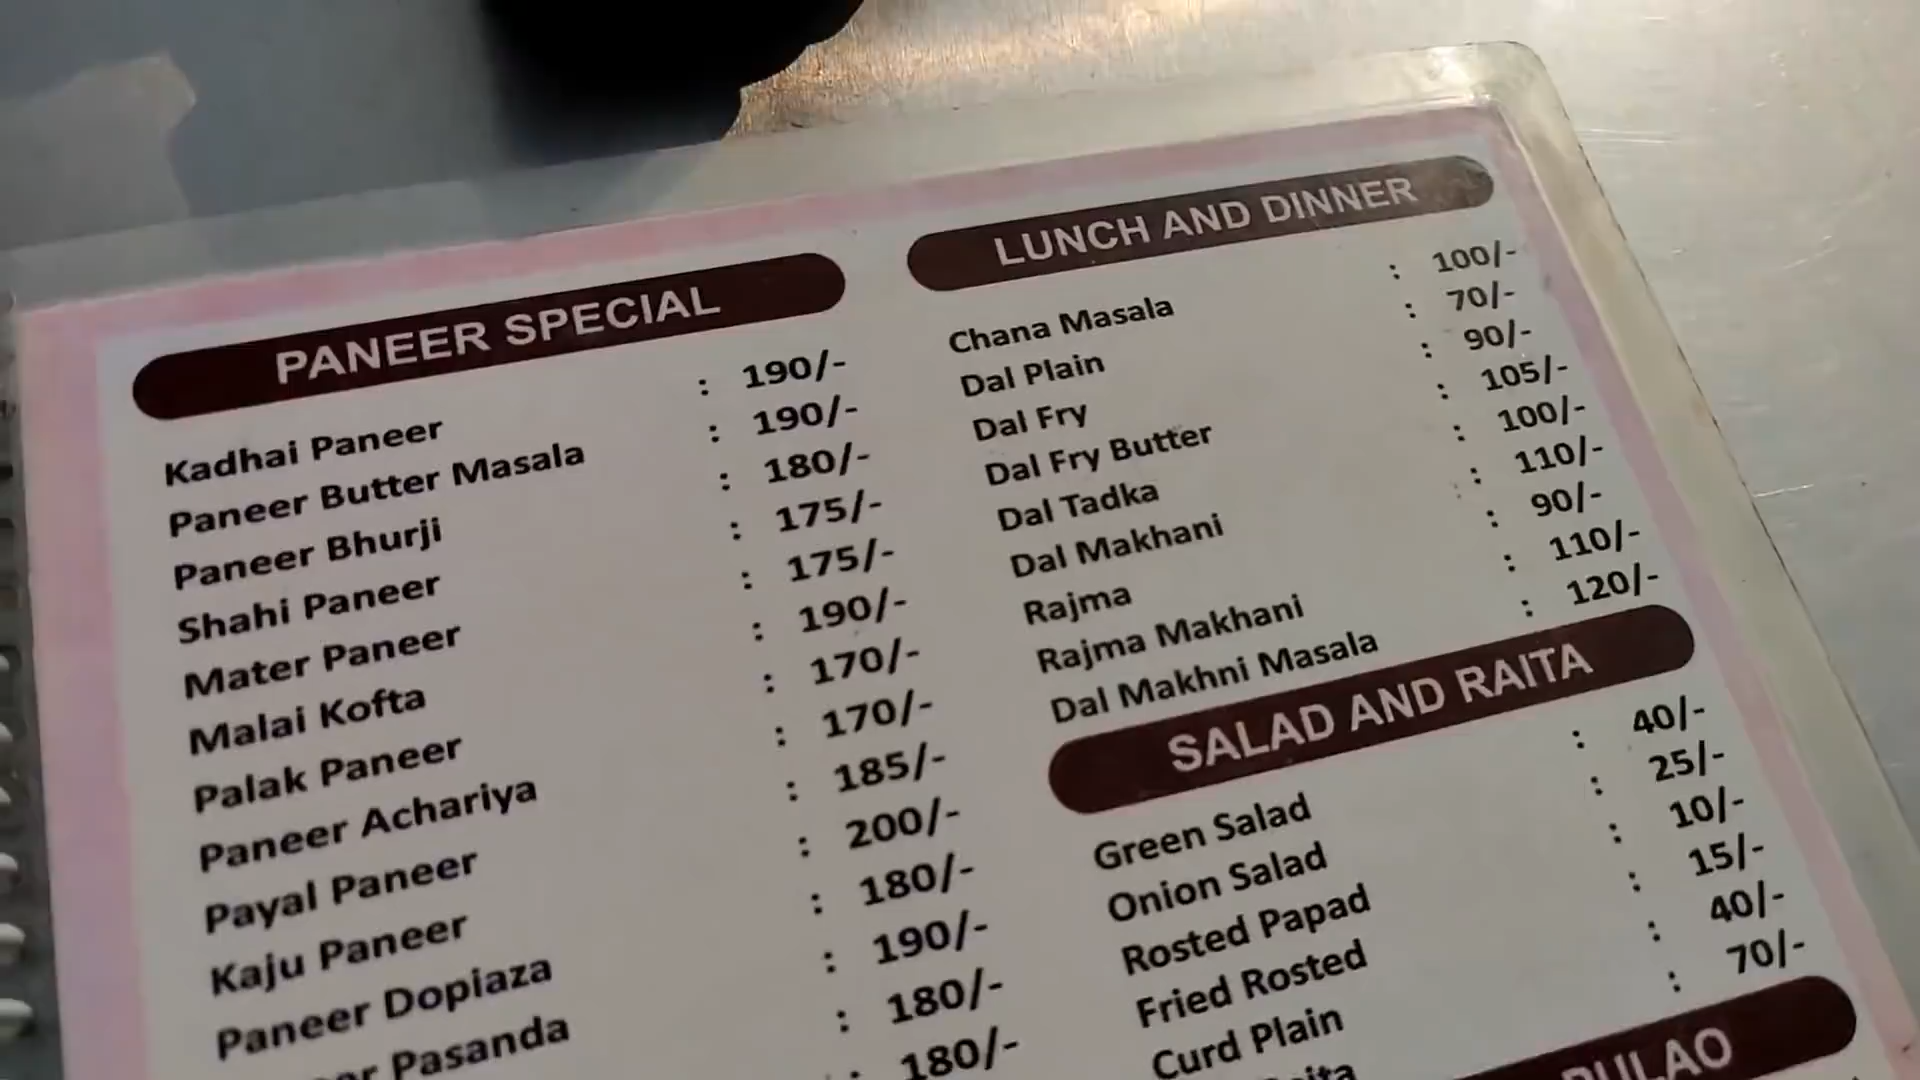 PANEER SPECIAL
Kadhai Paneer : 190/-
Paneer Butter Masala : 190/-
Paneer Bhurji : 180/-
Shahi Paneer : 175/-
Mater Paneer : 175/-
Malai Kofta : 190/-
Palak Paneer : 170/-
Paneer Achariya : 170/-
Payal Paneer : 185/-
Kaju Paneer : 200/-
Paneer Dopiaza : 180/-
Pasanda : 190/-
: 180/-
: 180/-
LUNCH AND DINNER
Chana Masala : 100/-
Dal Plain : 70/-
Dal Fry : 90/-
Dal Fry Butter : 105/-
Dal Tadka : 100/-
Dal Makhani : 110/-
Rajma : 90/-
Rajma Makhani : 110/-
Dal Makhni Masala : 120/-
SALAD AND RAITA
Green Salad : 40/-
Onion Salad : 25/-
Rosted Papad : 10/-
Fried Rosted : 15/-
Curd Plain : 40/-
: 70/-
PULAO